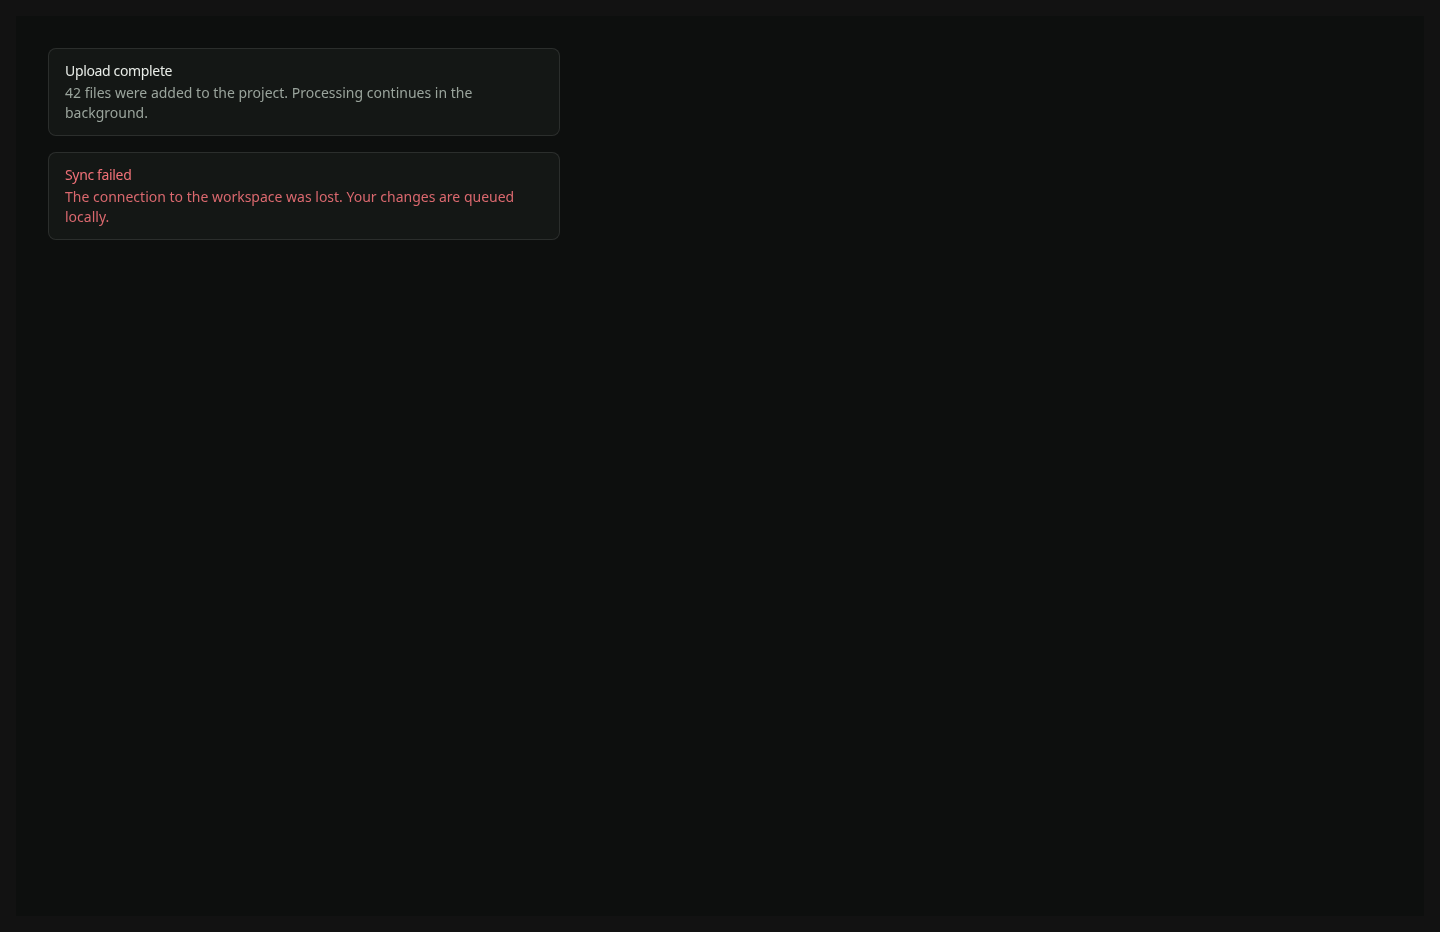 Upload complete
42 files were added to the project. Processing continues in the
background.
Sync failed
The connection to the workspace was lost. Your changes are queued
locally.